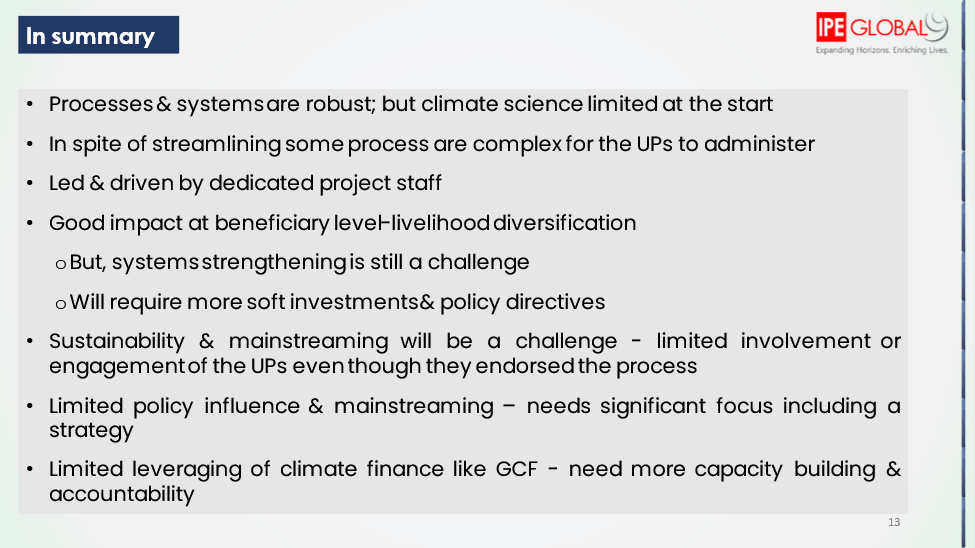 In summary
IPE GLOBAL
Expanding Horizons. Enriching Lives.
• Processes & systems are robust; but climate science limited at the start
• In spite of streamlining some process are complex for the UPs to administer
• Led & driven by dedicated project staff
• Good impact at beneficiary level-livelihood diversification
o But, systems strengthening is still a challenge
o Will require more soft investments & policy directives
• Sustainability & mainstreaming will be a challenge - limited involvement or
engagement of the UPs even though they endorsed the process
• Limited policy influence & mainstreaming – needs significant focus including a
strategy
• Limited leveraging of climate finance like GCF - need more capacity building &
accountability
13